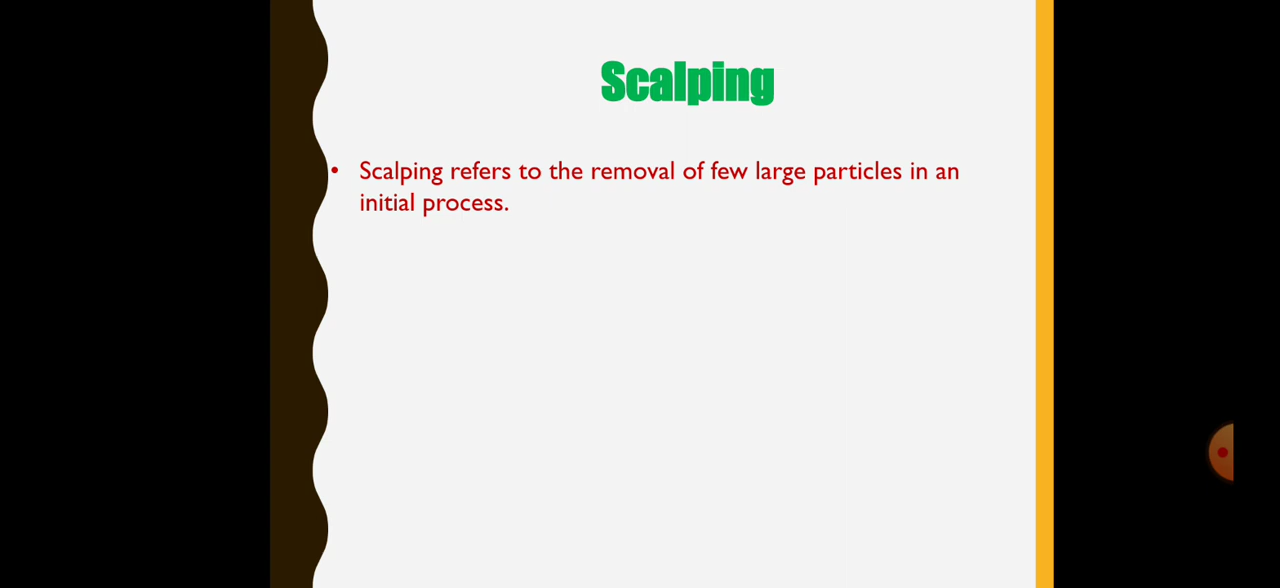 Scalping
• Scalping refers to the removal of few large particles in an
initial process.